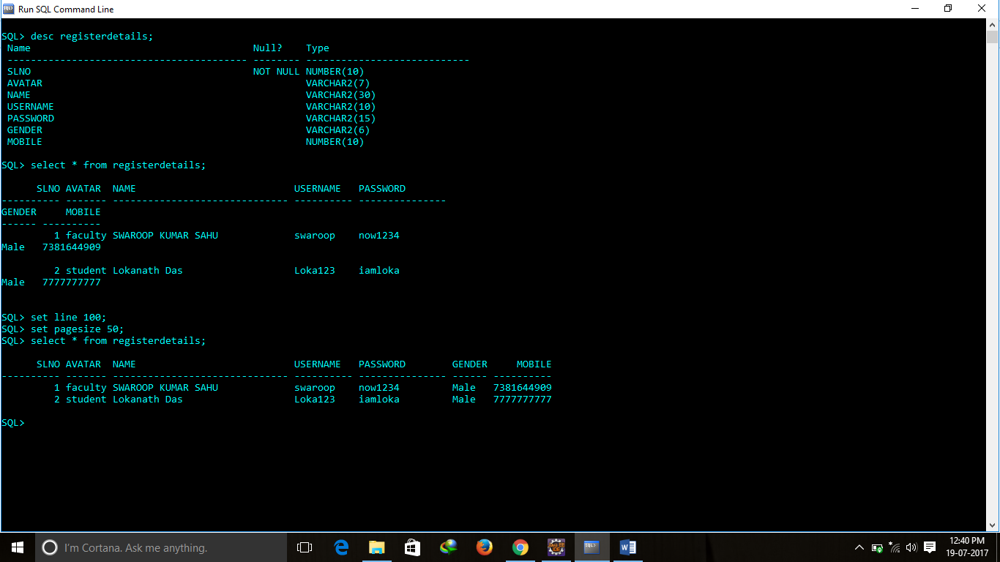 Run SQL Command Line
SQL> desc registerdetails;
 Name                                      Null?    Type
 ----------------------------------------- -------- ----------------------------
 SLNO                                      NOT NULL NUMBER(10)
 AVATAR                                             VARCHAR2(7)
 NAME                                               VARCHAR2(30)
 USERNAME                                           VARCHAR2(10)
 PASSWORD                                           VARCHAR2(15)
 GENDER                                             VARCHAR2(6)
 MOBILE                                             NUMBER(10)
SQL> select * from registerdetails;
      SLNO AVATAR  NAME                           USERNAME   PASSWORD
---------- ------- ------------------------------ ---------- ---------------
GENDER     MOBILE
------ ----------
         1 faculty SWAROOP KUMAR SAHU             swaroop    now1234
Male   7381644909
         2 student Lokanath Das                   Loka123    iamloka
Male   7777777777
SQL> set line 100;
SQL> set pagesize 50;
SQL> select * from registerdetails;
      SLNO AVATAR  NAME                           USERNAME   PASSWORD        GENDER     MOBILE
---------- ------- ------------------------------ ---------- --------------- ------ ----------
         1 faculty SWAROOP KUMAR SAHU             swaroop    now1234         Male   7381644909
         2 student Lokanath Das                   Loka123    iamloka         Male   7777777777
SQL>
I'm Cortana. Ask me anything.
Java EE
IDE
SQL>
12:40 PM
19-07-2017